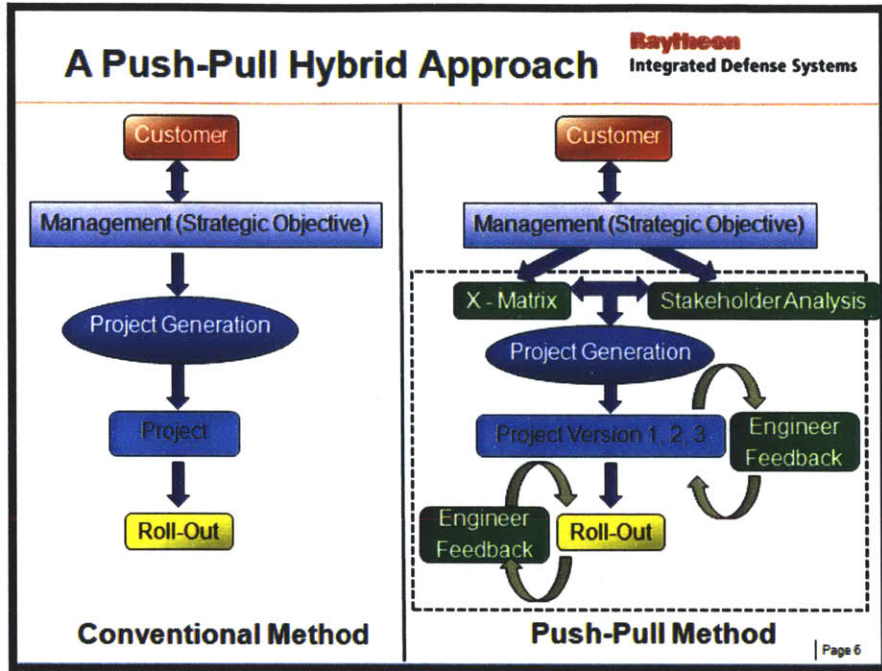 A Push-Pull Hybrid Approach
Raytheon
Integrated Defense Systems
Customer
Management (Strategic Objective)
Project Generation
Project
Roll-Out
Conventional Method
Customer
Management (Strategic Objective)
X - Matrix
Stakeholder Analysis
Project Generation
Project Version 1, 2, 3
Engineer
Feedback
Engineer
Feedback
Roll-Out
Push-Pull Method
Page 6